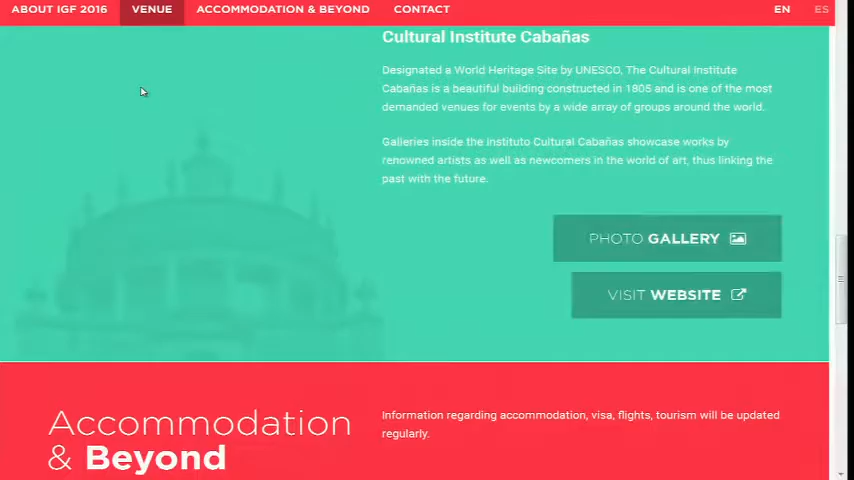 ABOUT IGF 2016 VENUE ACCOMMODATION & BEYOND CONTACT EN ES
Cultural Institute Cabañas
Designated a World Heritage Site by UNESCO, The Cultural Institute
Cabañas is a beautiful building constructed in 1805 and is one of the most
demanded venues for events by a wide array of groups around the world.
Galleries inside the Instituto Cultural Cabañas showcase works by
renowned artists as well as newcomers in the world of art, thus linking the
past with the future.
PHOTO GALLERY
VISIT WEBSITE
Accommodation
& Beyond
Information regarding accommodation, visa, flights, tourism will be updated
regularly.